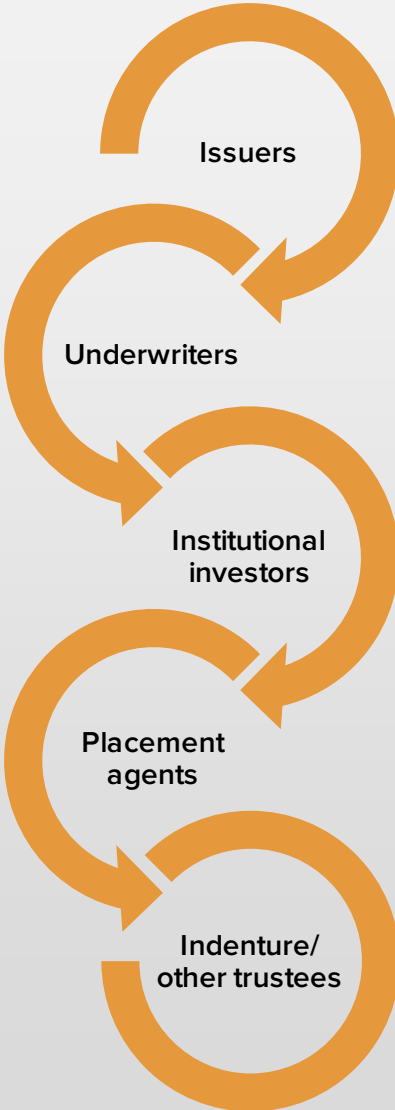 Issuers
Underwriters
Institutional
investors
Placement
agents
Indenture/
other trustees